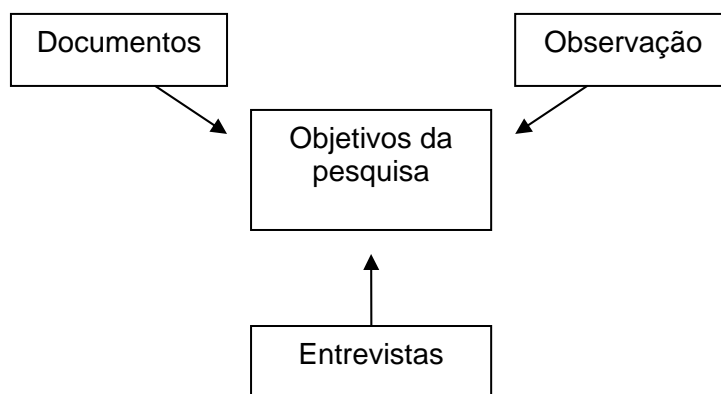 Documentos
Observação
Objetivos da
pesquisa
Entrevistas